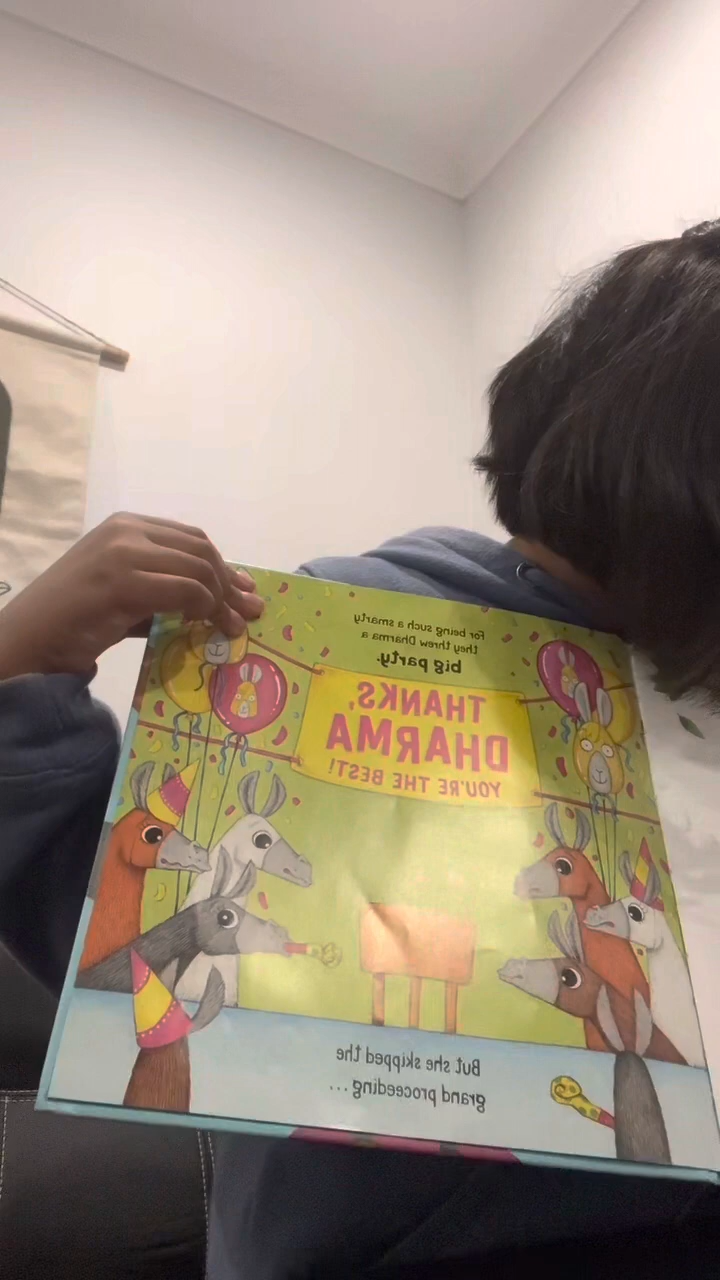 For being such a smarty
they threw Dharma a
big party.
THANKS,
DHARMA
YOU'RE THE BEST!
But she skipped the
grand proceeding...